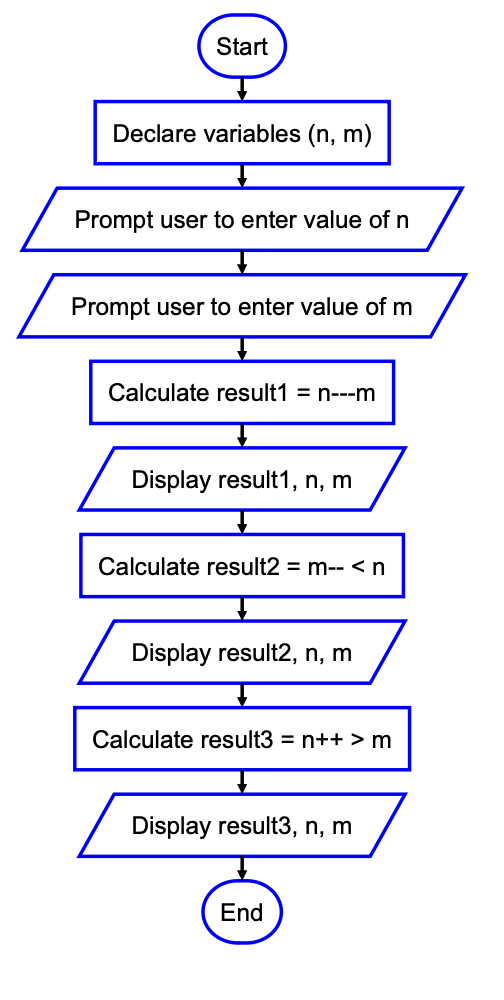 Start
Declare variables (n, m)
Prompt user to enter value of n
Prompt user to enter value of m
Calculate result1 = n---m
Display result1, n, m
Calculate result2 = m-- < n
Display result2, n, m
Calculate result3 = n++ > m
Display result3, n, m
End